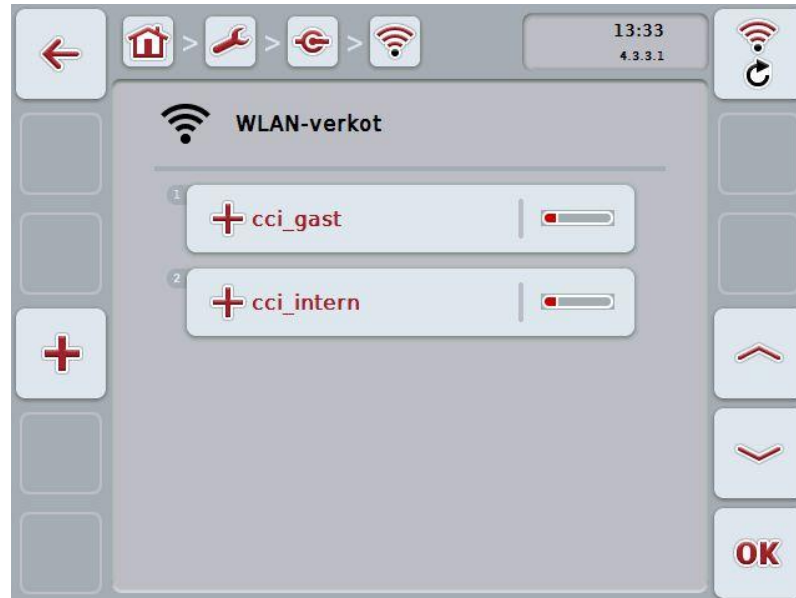 13:33
4.3.3.1
WLAN-verkot
1
cci_gast
2
cci_intern
OK